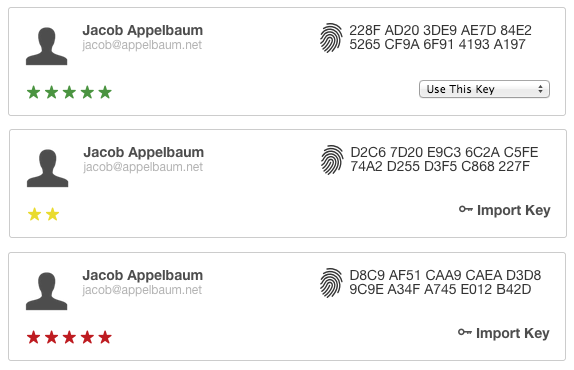 Jacob Appelbaum
jacob@appelbaum.net
228F AD20 3DE9 AE7D 84E2
5265 CF9A 6F91 4193 A197
Use This Key
Jacob Appelbaum
jacob@appelbaum.net
D2C6 7D20 E9C3 6C2A C5FE
74A2 D255 D3F5 C868 227F
Import Key
Jacob Appelbaum
jacob@appelbaum.net
D8C9 AF51 CAA9 CAEA D3D8
9C9E A34F A745 E012 B42D
Import Key